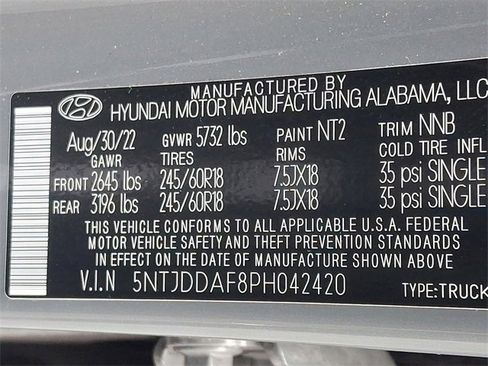 MANUFACTURED BY
HYUNDAI MOTOR MANUFACTURING ALABAMA, LLC
Aug/30/22 GVWR 5732 lbs PAINT NT2 TRIM NNB
GAWR TIRES RIMS COLD TIRE INFL
FRONT 2645 lbs 245/60R18 7.5JX18 35 psi SINGLE
REAR 3196 lbs 245/60R18 7.5JX18 35 psi SINGLE
THIS VEHICLE CONFORMS TO ALL APPLICABLE U.S.A. FEDERAL
MOTOR VEHICLE SAFETY AND THEFT PREVENTION STANDARDS
IN EFFECT ON THE DATE OF MANUFACTURE SHOWN ABOVE.
V.I.N 5NTJDDAF8PH042420 TYPE:TRUCK